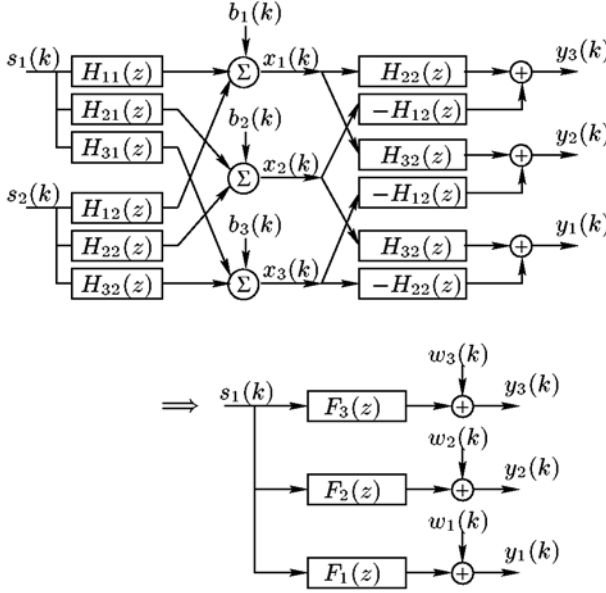 b₁(k)
s₁(k) H₁₁(z) Σ x₁(k) H₂₂(z) + y₃(k)
H₂₁(z) b₂(k) −H₁₂(z)
H₃₁(z) Σ x₂(k) H₃₂(z) + y₂(k)
s₂(k) H₁₂(z) −H₁₂(z)
H₂₂(z) b₃(k) H₃₂(z) + y₁(k)
H₃₂(z) Σ x₃(k) −H₂₂(z)
w₃(k)
⇒ s₁(k) F₃(z) + y₃(k)
w₂(k)
F₂(z) + y₂(k)
w₁(k)
F₁(z) + y₁(k)